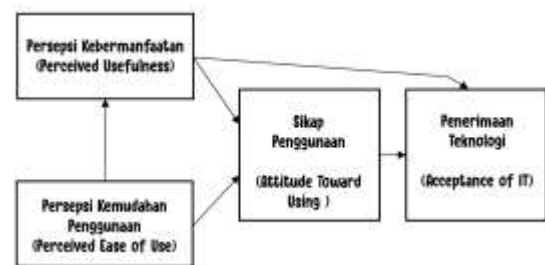 Persepsi Kebermanfaatan
(Perceived Usefulness)
Sikap
Penggunaan
(Attitude Toward
Using )
Penerimaan
Teknologi
(Acceptance of IT)
Persepsi Kemudahan
Penggunaan
(Perceived Ease of Use)